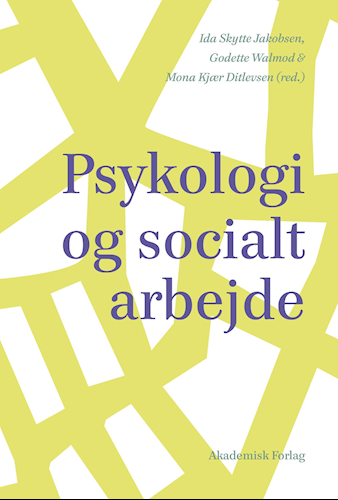 Ida Skytte Jakobsen,
Godette Walmod &
Mona Kjær Ditlevsen (red.)
Psykologi
og socialt
arbejde
Akademisk Forlag